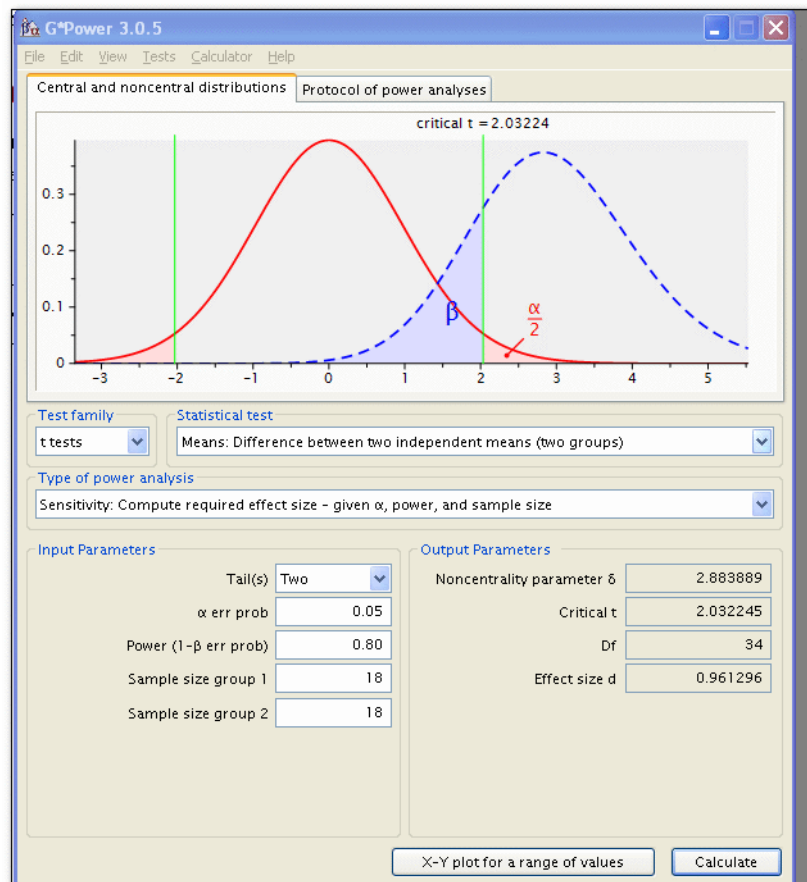 G*Power 3.0.5
File Edit View Tests Calculator Help
Central and noncentral distributions
Protocol of power analyses
critical t = 2.03224
0.3
0.2
0.1
0
β
α
2
-3 -2 -1 0 1 2 3 4 5
Test family
t tests
Statistical test
Means: Difference between two independent means (two groups)
Type of power analysis
Sensitivity: Compute required effect size – given α, power, and sample size
Input Parameters
Tail(s) Two
α err prob 0.05
Power (1-β err prob) 0.80
Sample size group 1 18
Sample size group 2 18
Output Parameters
Noncentrality parameter δ 2.883889
Critical t 2.032245
Df 34
Effect size d 0.961296
X-Y plot for a range of values
Calculate